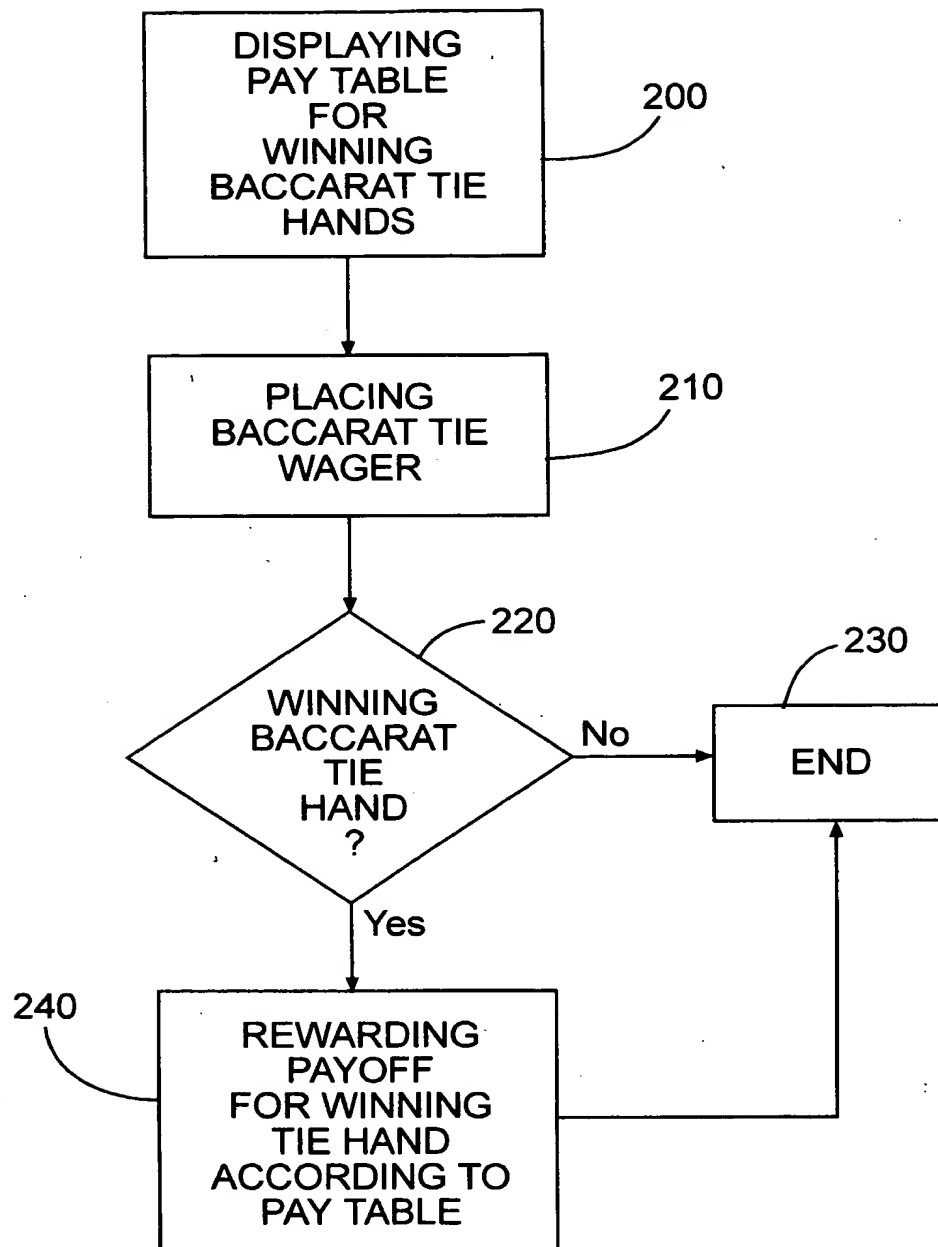 DISPLAYING
PAY TABLE
FOR
WINNING
BACCARAT TIE
HANDS
200
PLACING
BACCARAT TIE
WAGER
210
220
WINNING
BACCARAT
TIE
HAND
?
No
230
END
Yes
240
REWARDING
PAYOFF
FOR WINNING
TIE HAND
ACCORDING TO
PAY TABLE